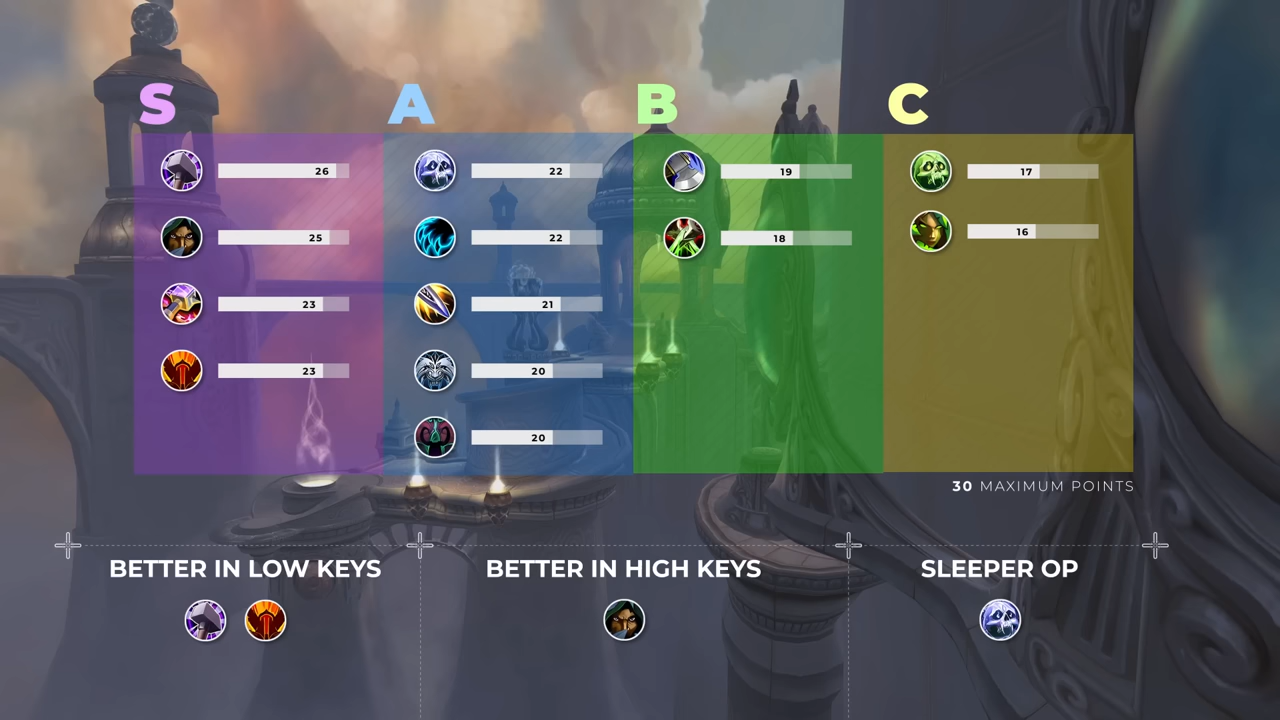 S
A
B
C
26
22
19
17
25
22
18
16
23
21
23
20
20
30 MAXIMUM POINTS
BETTER IN LOW KEYS
BETTER IN HIGH KEYS
SLEEPER OP